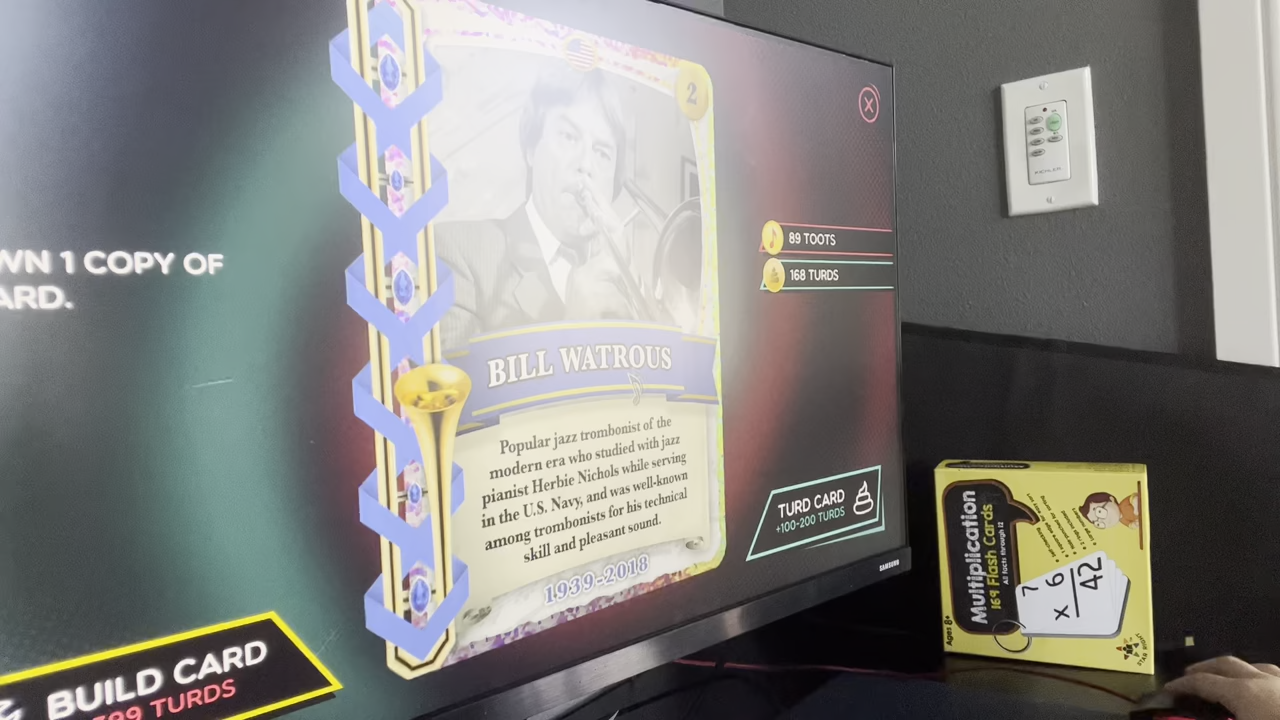 WN 1 COPY OF
ARD.
2
BILL WATROUS
Popular jazz trombonist of the
modern era who studied with jazz
pianist Herbie Nichols while serving
in the U.S. Navy, and was well-known
among trombonists for his technical
skill and pleasant sound.
1939-2018
& BUILD CARD
399 TURDS
X
89 TOOTS
168 TURDS
TURD CARD
+100-200 TURDS
SAMSUNG
Multiplication
169 Flash Cards
All facts through 12
Ages 8+
7
x 6
42
STAR RIGHT